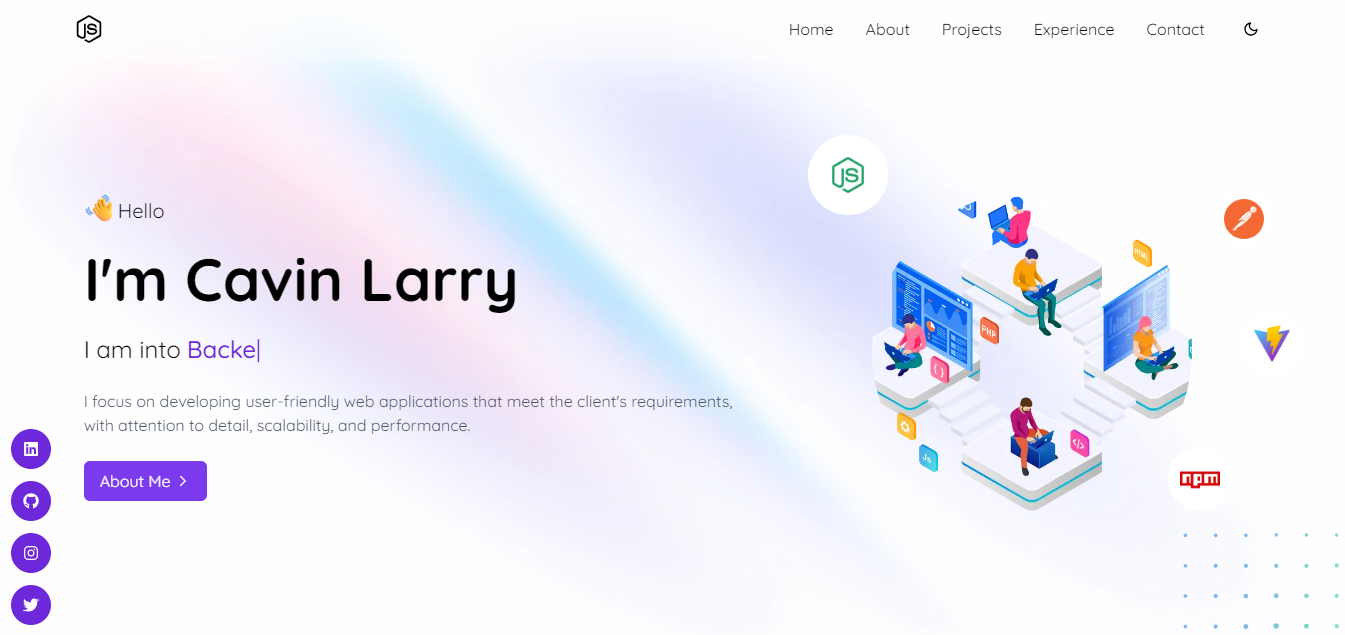 JS
Home About Projects Experience Contact
👋 Hello
I'm Cavin Larry
I am into Backe|
I focus on developing user-friendly web applications that meet the client's requirements,
with attention to detail, scalability, and performance.
About Me >
JS
HTML
PHP
{ }
</>
JS
npm